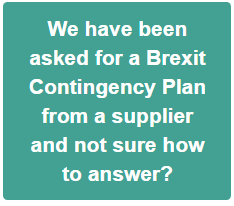 We have been
asked for a Brexit
Contingency Plan
from a supplier
and not sure how
to answer?